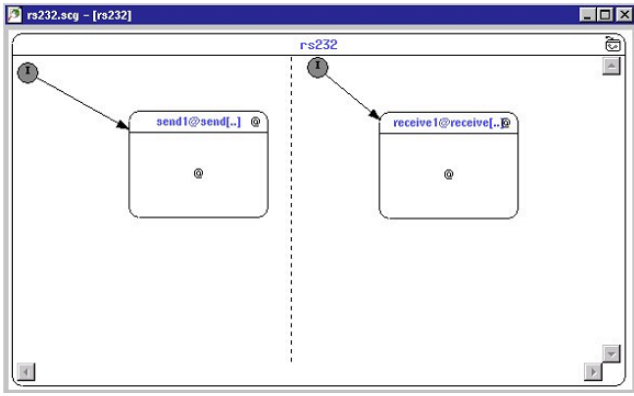 rs232.scg - [rs232]
rs232
I
I
send1@send[..] @
receive1@receive[..]@
@
@